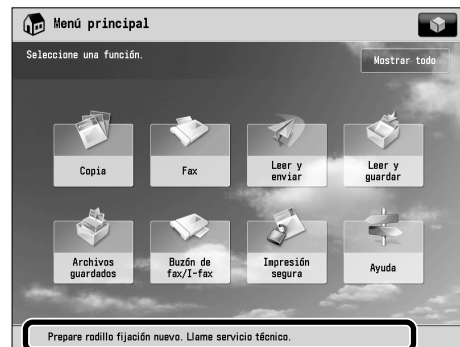 Menú principal
Seleccione una función.
Mostrar todo
Copia
Fax
Leer y
enviar
Leer y
guardar
Archivos
guardados
Buzón de
fax/I-fax
Impresión
segura
Ayuda
Prepare rodillo fijación nuevo. Llame servicio técnico.